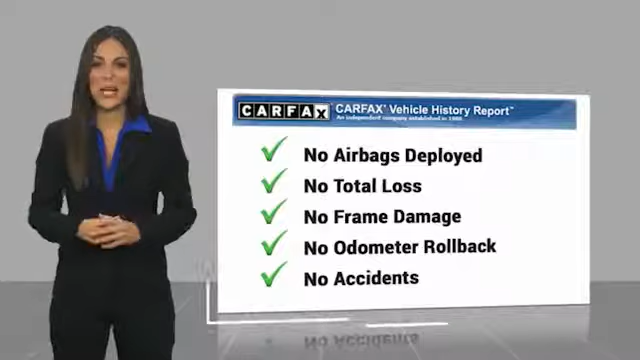 CARFAX CARFAX® Vehicle History Report™
An independent company established in 1986
No Airbags Deployed
No Total Loss
No Frame Damage
No Odometer Rollback
No Accidents